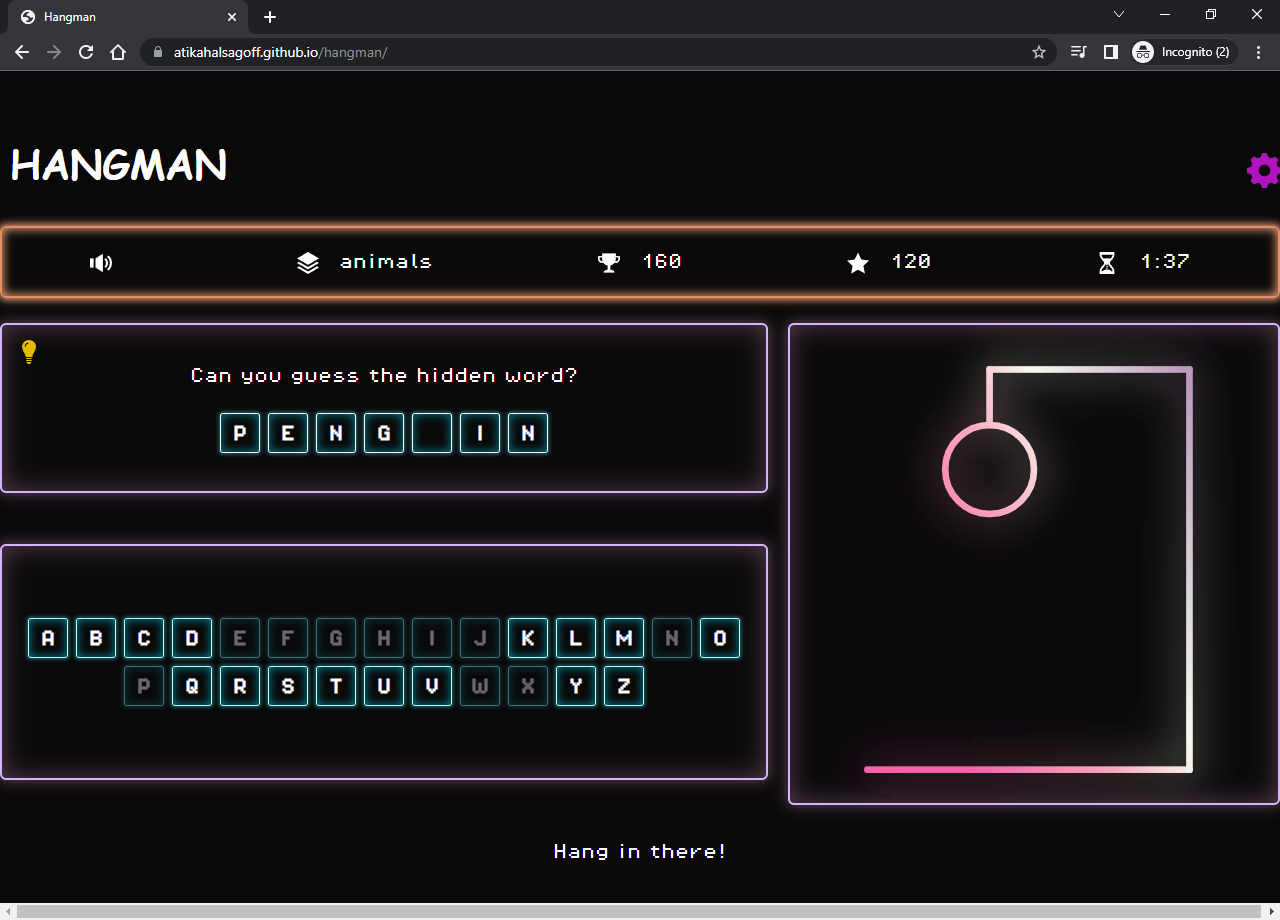 Hangman
atikahalsagoff.github.io/hangman/
Incognito (2)
HANGMAN
animals
160
120
1:37
Can you guess the hidden word?
P E N G I N
A B C D E F G H I J K L M N O
P Q R S T U V W X Y Z
Hang in there!